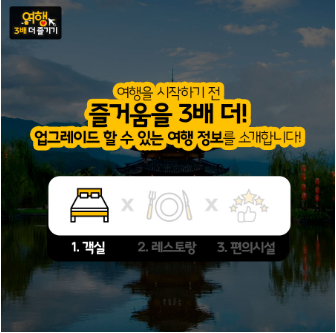 여행
3배 더 즐기기
여행을 시작하기 전
즐거움을 3배 더!
업그레이드 할 수 있는 여행 정보를 소개합니다!
x x
1. 객실 2. 레스토랑 3. 편의시설